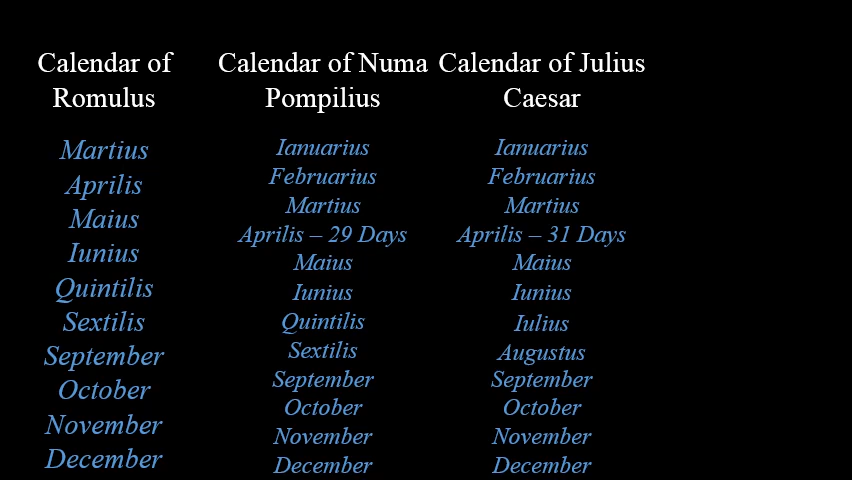 Calendar of
Romulus
Martius
Aprilis
Maius
Iunius
Quintilis
Sextilis
September
October
November
December
Calendar of Numa
Pompilius
Ianuarius
Februarius
Martius
Aprilis – 29 Days
Maius
Iunius
Quintilis
Sextilis
September
October
November
December
Calendar of Julius
Caesar
Ianuarius
Februarius
Martius
Aprilis – 31 Days
Maius
Iunius
Iulius
Augustus
September
October
November
December